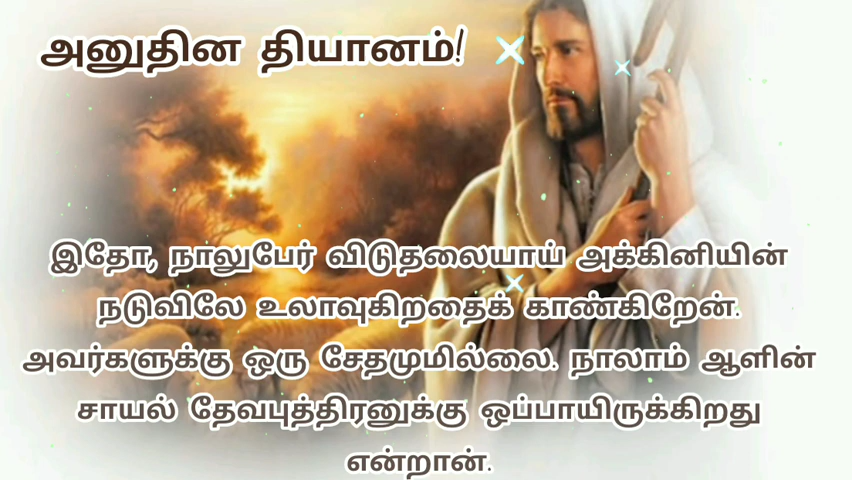 அனுதின தியானம்!
இதோ, நாலுபேர் விடுதலையாய் அக்கினியின்
நடுவிலே உலாவுகிறதைக் காண்கிறேன்.
அவர்களுக்கு ஒரு சேதமுமில்லை. நாலாம் ஆளின்
சாயல் தேவபுத்திரனுக்கு ஒப்பாயிருக்கிறது
என்றான்.